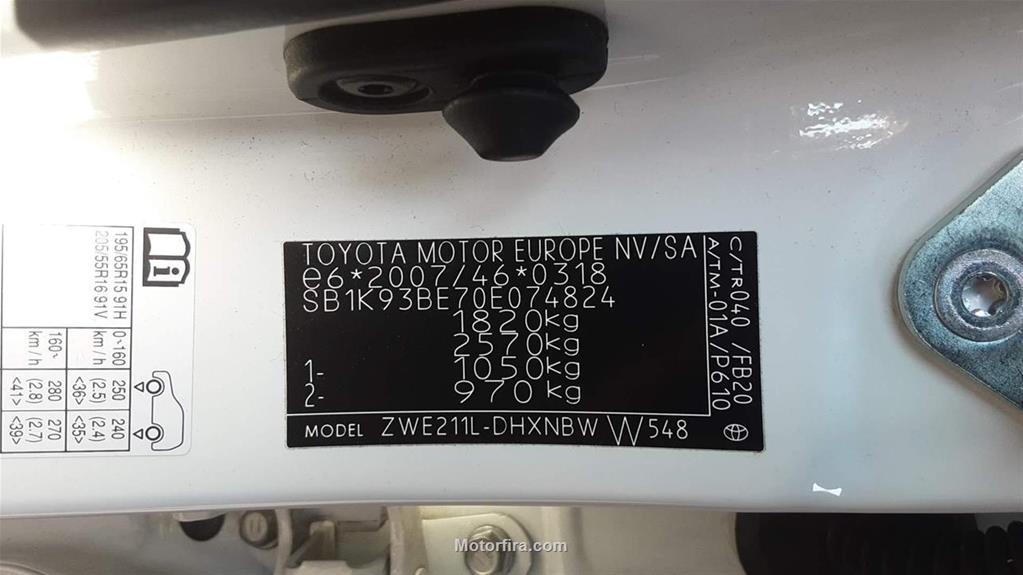 TOYOTA MOTOR EUROPE NV/SA
e6*2007/46*0318
SB1K93BE70E074824
1820kg
2570kg
1- 1050kg
2- 970kg
MODEL ZWE211L-DHXNBW W548
C/TR040 /FB20
A/TM-01A/P610
195/65R15 91H
205/55R16 91V
0~160 km/h
250 (2.5) <36>
240 (2.4) <35>
160~ km/h
280 (2.8) <41>
270 (2.7) <39>
Motorfira.com